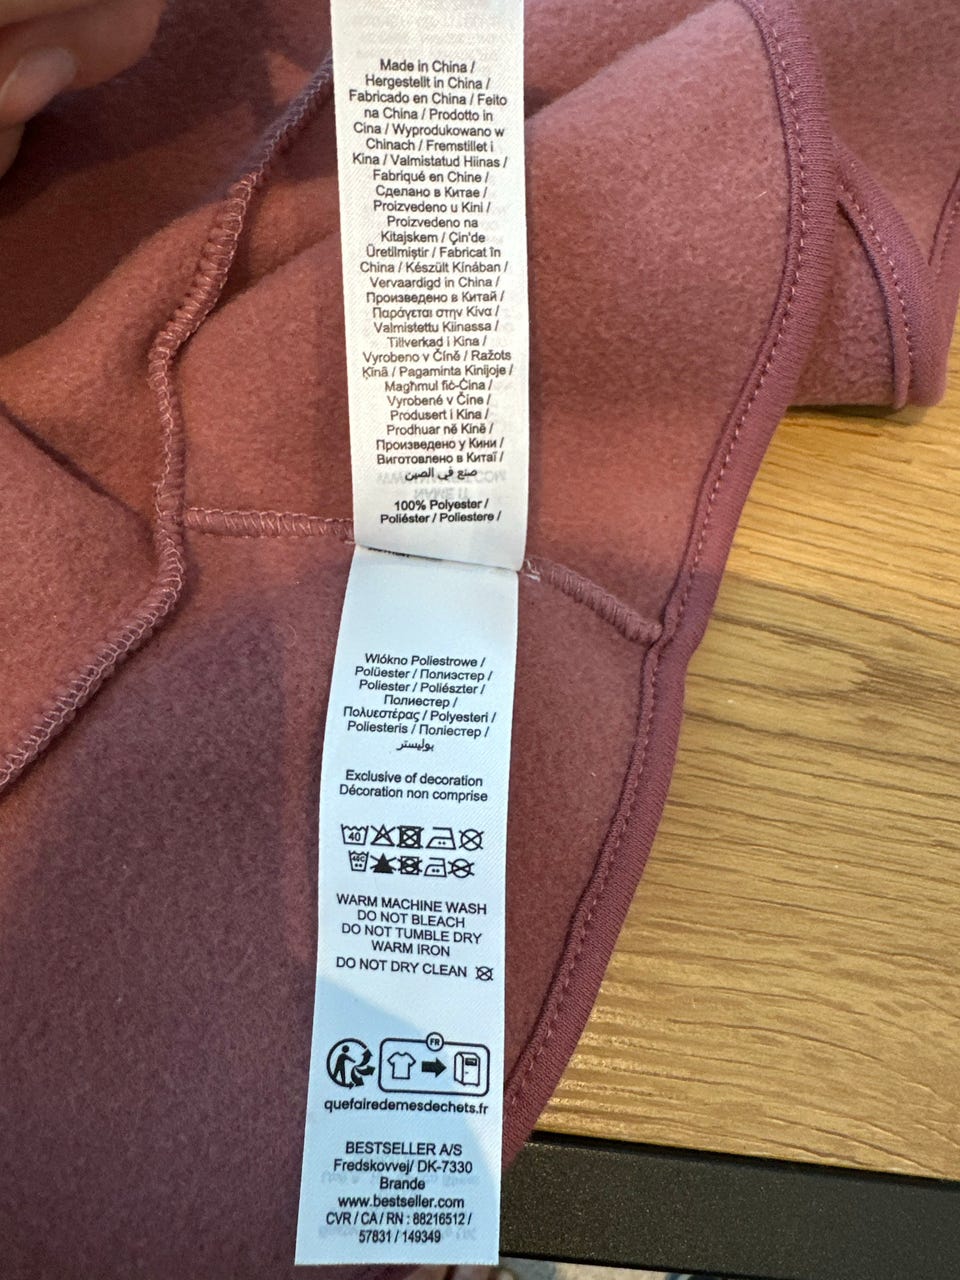 Made in China /
Hergestellt in China /
Fabricado en China / Feito
na China / Prodotto in
Cina / Wyprodukowano w
Chinach / Fremstillet i
Kina / Valmistatud Hiinas /
Fabriqué en Chine /
Сделано в Китае /
Proizvedeno u Kini /
Proizvedeno na
Kitajskem / Çin'de
Üretilmiştir / Fabricat în
China / Készült Kínában /
Vervaardigd in China /
Произведено в Китай /
Παράγεται στην Κίνα /
Valmistettu Kiinassa /
Tillverkad i Kina /
Vyrobeno v Číně / Ražots
Ķīnā / Pagaminta Kinijoje /
Magħmul fiċ-Ċina /
Vyrobené v Číne /
Produsert i Kina /
Prodhuar në Kinë /
Произведено у Кини /
Виготовлено в Китаї /
صنع في الصين
100% Polyester /
Poliéster / Poliestere /
Włókno Poliestrowe /
Polüester / Полиэстер /
Poliester / Poliészter /
Полиестер /
Πολυεστέρας / Polyesteri /
Poliesteris / Поліестер /
بوليستر
Exclusive of decoration
Décoration non comprise
40
40C
WARM MACHINE WASH
DO NOT BLEACH
DO NOT TUMBLE DRY
WARM IRON
DO NOT DRY CLEAN
FR
quefairedemesdechets.fr
BESTSELLER A/S
Fredskovvej/ DK-7330
Brande
www.bestseller.com
CVR / CA / RN : 88216512 /
57831 / 149349